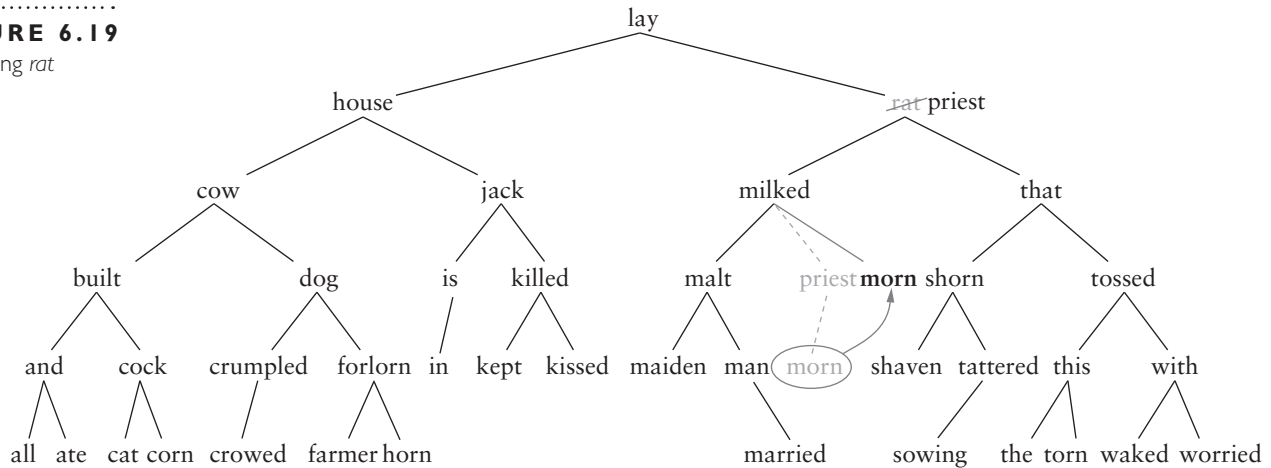 lay
URE 6.19
ng rat
house rat priest
cow jack milked that
built dog is killed malt priest morn shorn tossed
and cock crumpled forlorn in kept kissed maiden man morn shaven tattered this with
all ate cat corn crowed farmer horn married sowing the torn waked worried